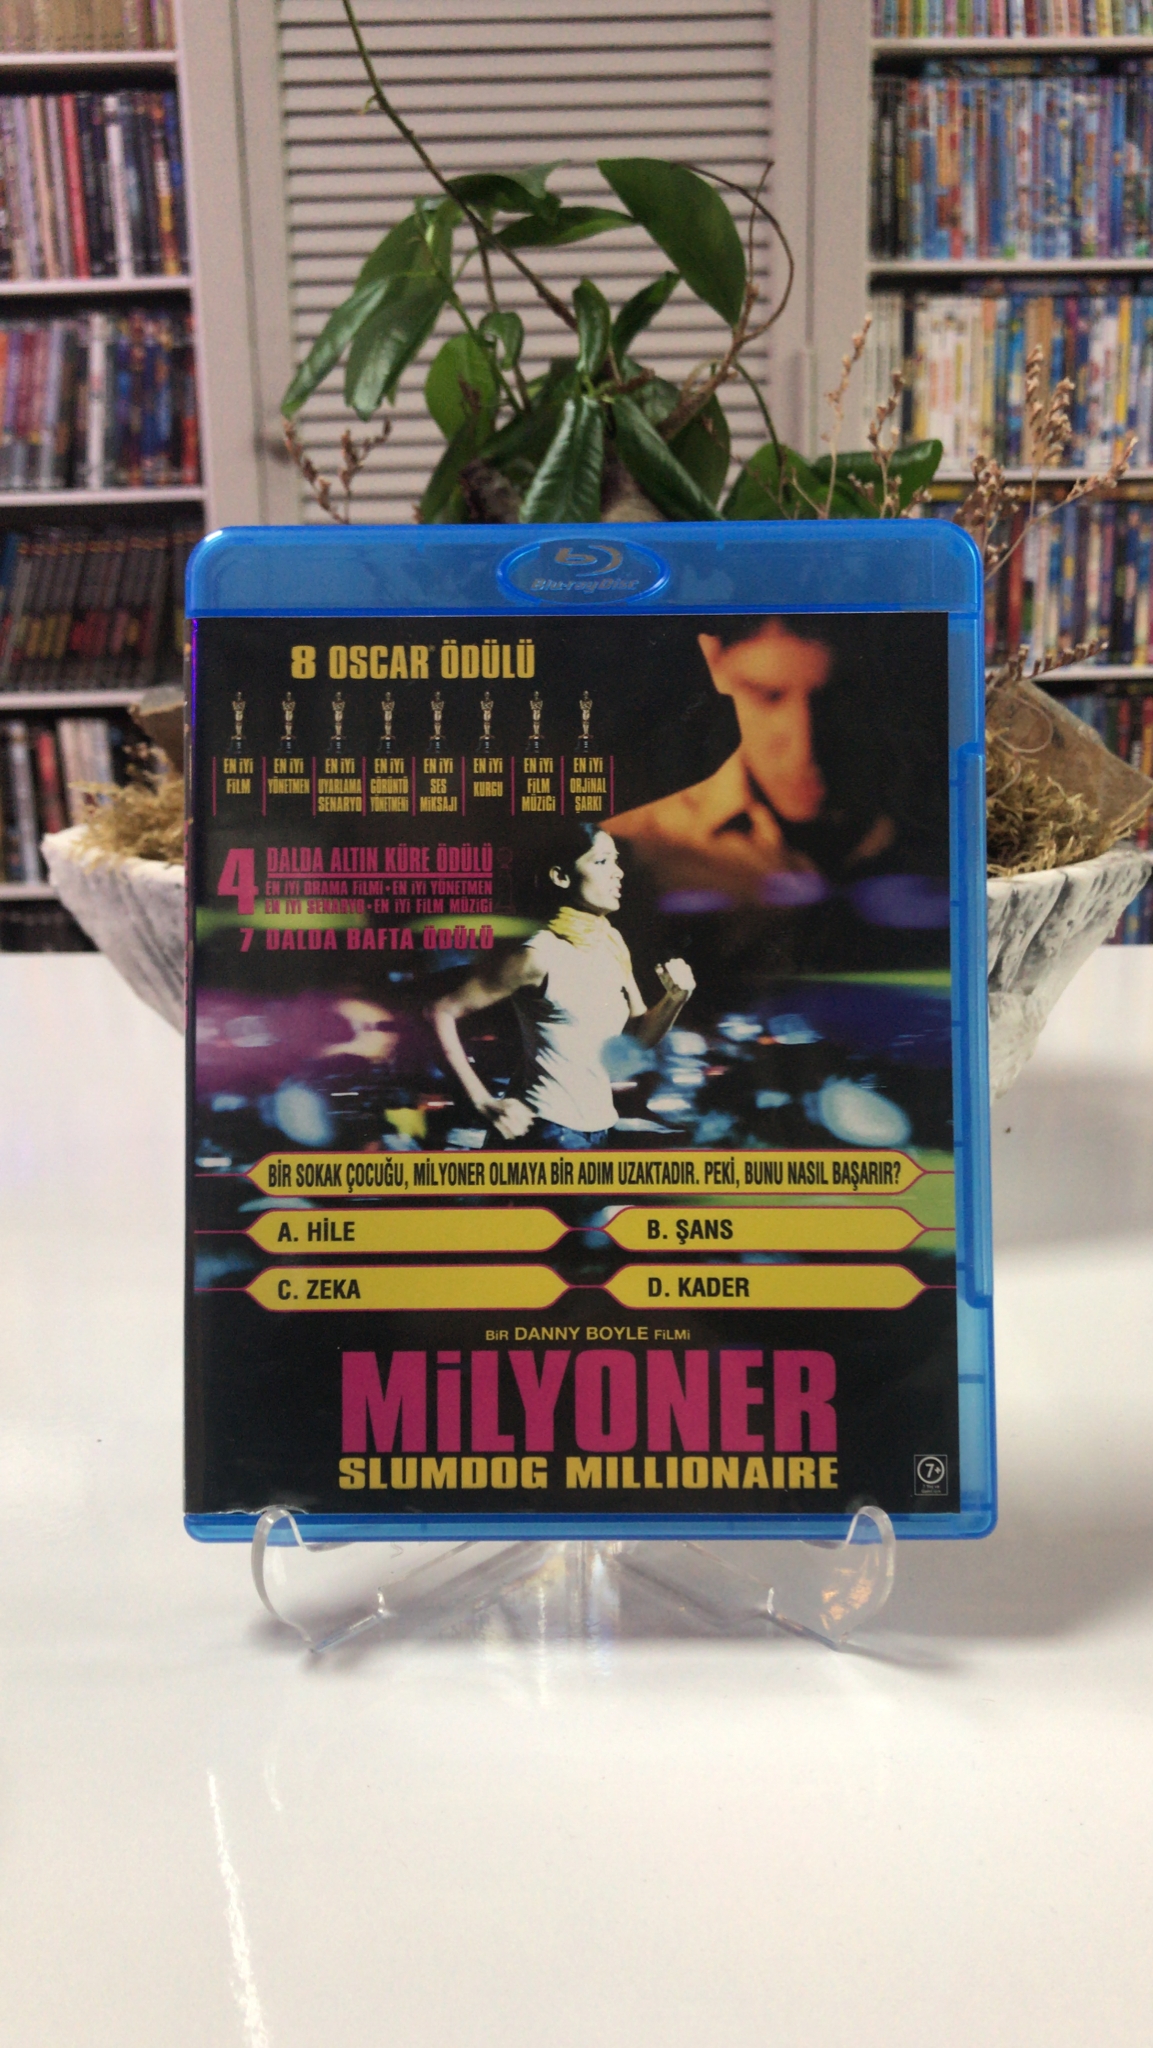 Blu-ray Disc
8 OSCAR® ÖDÜLÜ
EN İYİ FİLM
EN İYİ YÖNETMEN
EN İYİ UYARLAMA SENARYO
EN İYİ GÖRÜNTÜ YÖNETMENİ
EN İYİ SES MİKSAJI
EN İYİ KURGU
EN İYİ FİLM MÜZİĞİ
EN İYİ ORJİNAL ŞARKI
4 DALDA ALTIN KÜRE ÖDÜLÜ
EN İYİ DRAMA FİLMİ • EN İYİ YÖNETMEN
EN İYİ SENARYO • EN İYİ FİLM MÜZİĞİ
7 DALDA BAFTA ÖDÜLÜ
BİR SOKAK ÇOCUĞU, MİLYONER OLMAYA BİR ADIM UZAKTADIR. PEKİ, BUNU NASIL BAŞARIR?
A. HİLE
B. ŞANS
C. ZEKA
D. KADER
BİR DANNY BOYLE FİLMİ
MiLYONER
SLUMDOG MILLIONAIRE
7+